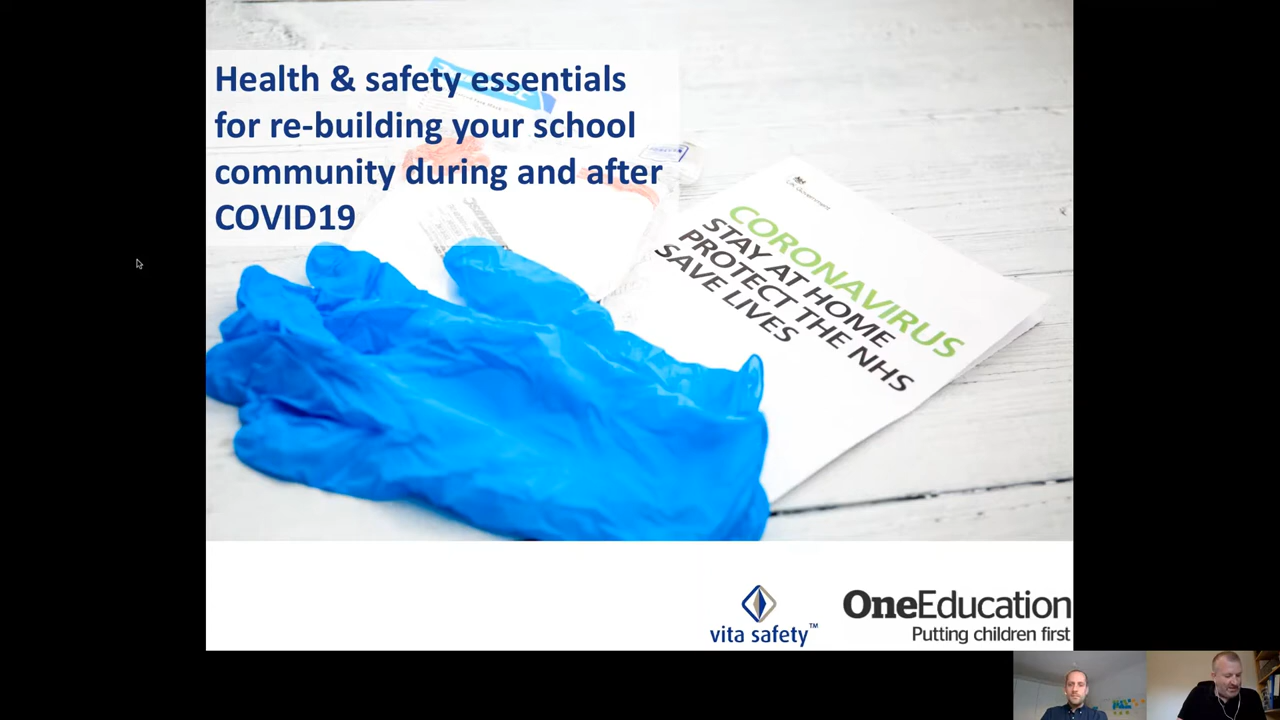 Health & safety essentials
for re-building your school
community during and after
COVID19
CORONAVIRUS
STAY AT HOME
PROTECT THE NHS
SAVE LIVES
vita safety™
OneEducation
Putting children first